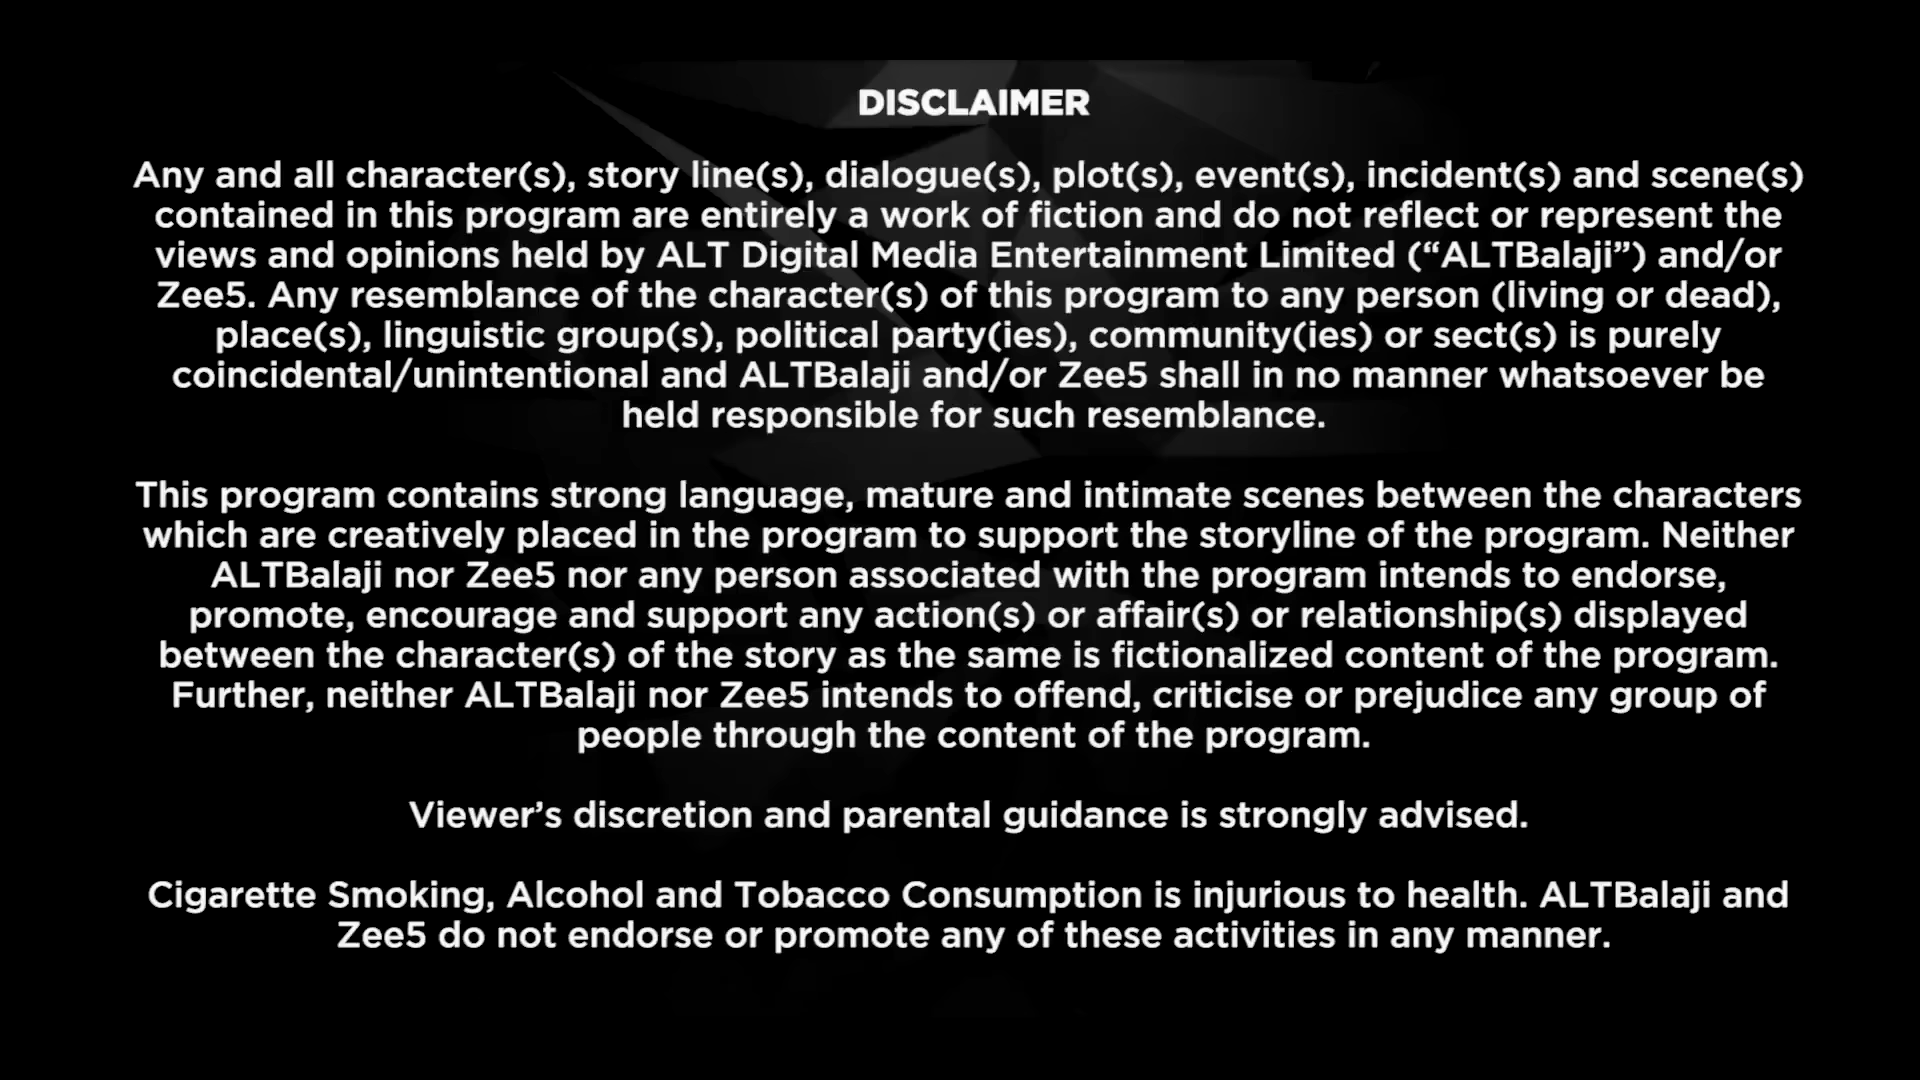 DISCLAIMER
Any and all character(s), story line(s), dialogue(s), plot(s), event(s), incident(s) and scene(s)
contained in this program are entirely a work of fiction and do not reflect or represent the
views and opinions held by ALT Digital Media Entertainment Limited (“ALTBalaji”) and/or
Zee5. Any resemblance of the character(s) of this program to any person (living or dead),
place(s), linguistic group(s), political party(ies), community(ies) or sect(s) is purely
coincidental/unintentional and ALTBalaji and/or Zee5 shall in no manner whatsoever be
held responsible for such resemblance.
This program contains strong language, mature and intimate scenes between the characters
which are creatively placed in the program to support the storyline of the program. Neither
ALTBalaji nor Zee5 nor any person associated with the program intends to endorse,
promote, encourage and support any action(s) or affair(s) or relationship(s) displayed
between the character(s) of the story as the same is fictionalized content of the program.
Further, neither ALTBalaji nor Zee5 intends to offend, criticise or prejudice any group of
people through the content of the program.
Viewer’s discretion and parental guidance is strongly advised.
Cigarette Smoking, Alcohol and Tobacco Consumption is injurious to health. ALTBalaji and
Zee5 do not endorse or promote any of these activities in any manner.